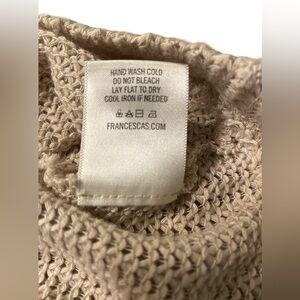 HAND WASH COLD
DO NOT BLEACH
LAY FLAT TO DRY
COOL IRON IF NEEDED
FRANCESCAS.COM